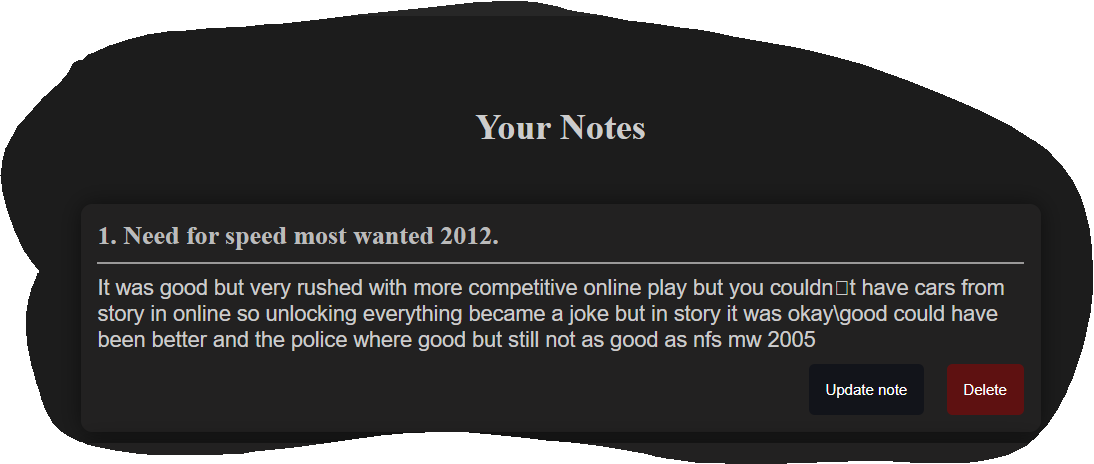 Your Notes
1. Need for speed most wanted 2012.
It was good but very rushed with more competitive online play but you couldn□t have cars from
story in online so unlocking everything became a joke but in story it was okay\good could have
been better and the police where good but still not as good as nfs mw 2005
Update note
Delete